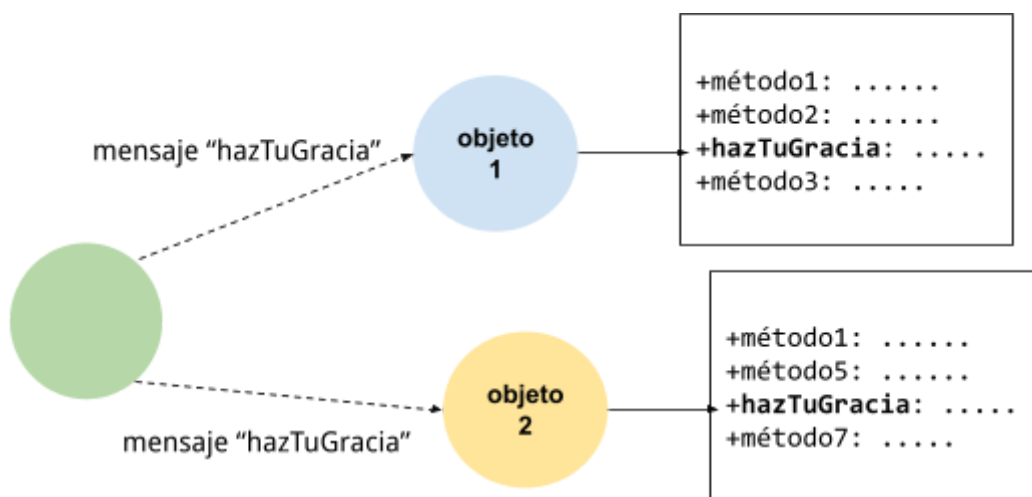 mensaje “hazTuGracia”
objeto
1
+método1: ......
+método2: ......
+hazTuGracia: .....
+método3: .....
mensaje “hazTuGracia”
objeto
2
+método1: ......
+método5: ......
+hazTuGracia: .....
+método7: .....